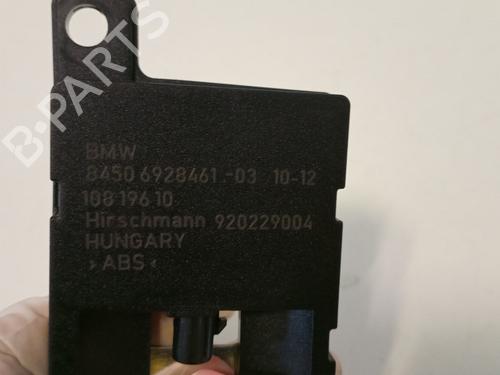 B-PARTS
BMW
8450 6928461.-03 10-12
108 196 10
Hirschmann 920229004
HUNGARY
>ABS<